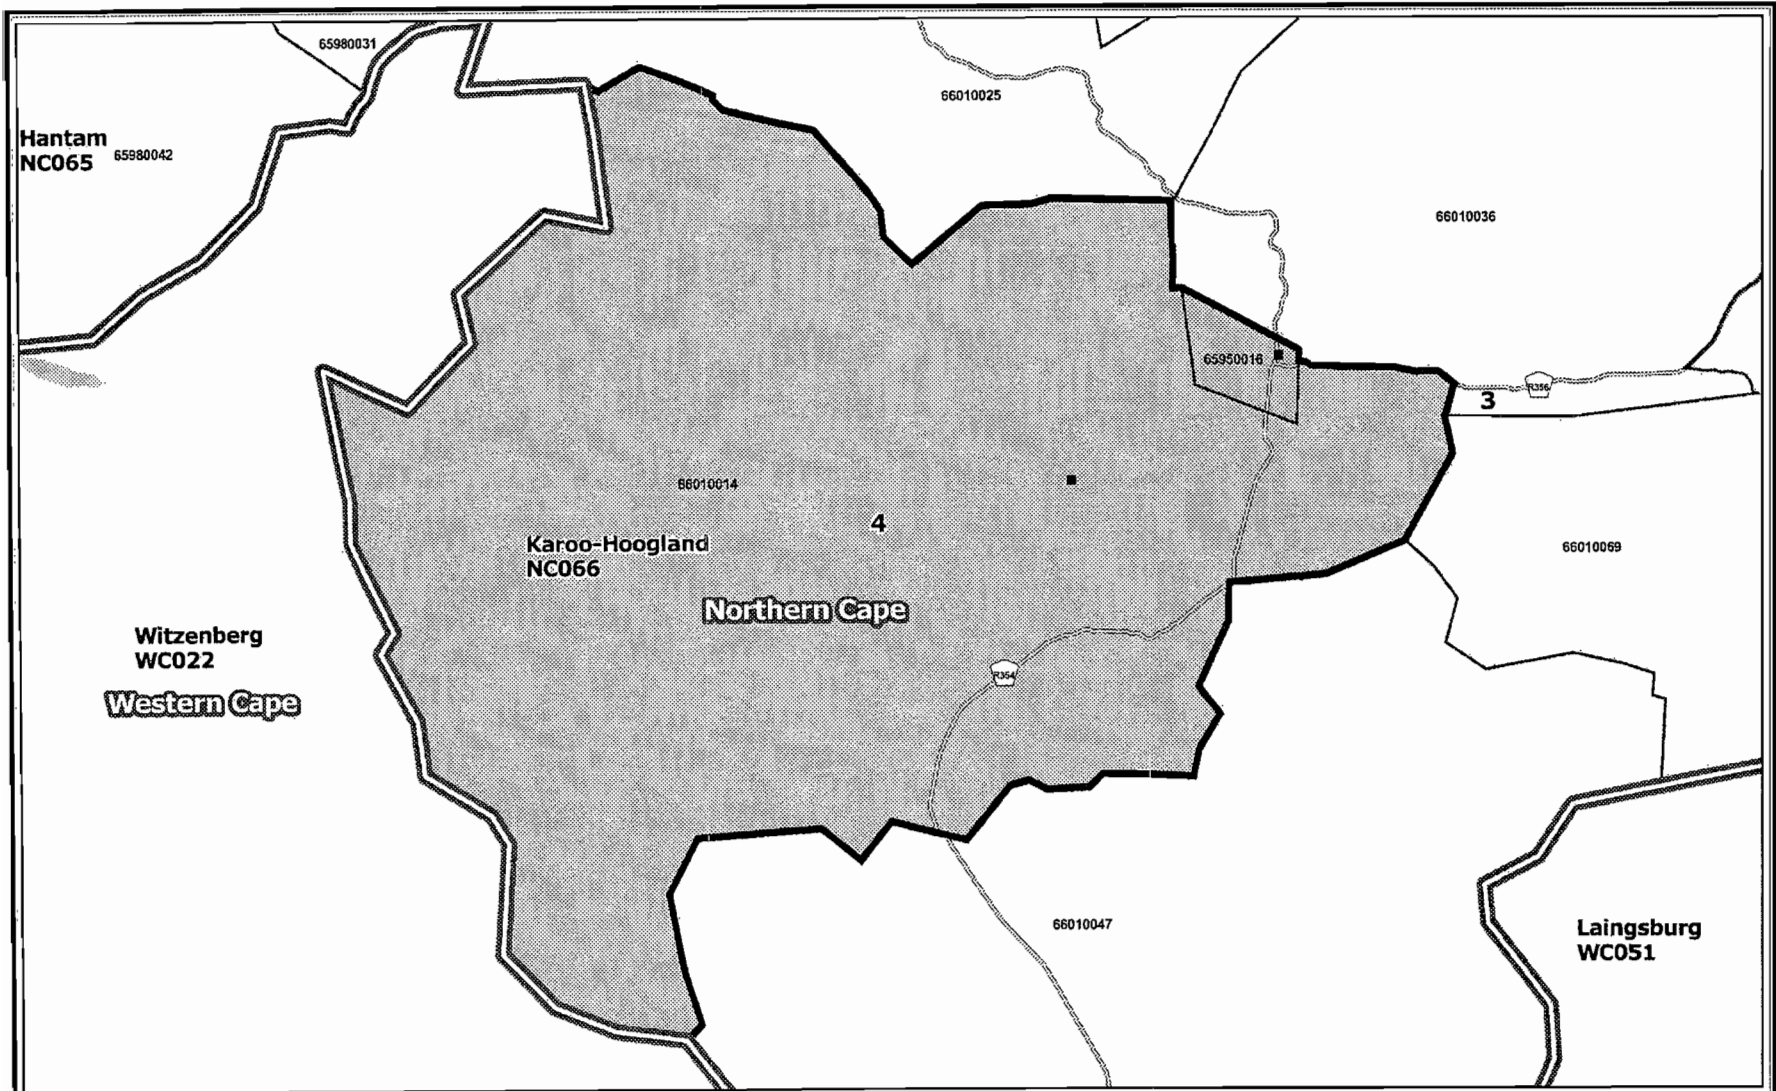 65980031
66010025
Hantam
NC065
65980042
66010036
65950016
R356
3
66010014
4
Karoo-Hoogland
NC066
66010069
Northern Cape
Witzenberg
WC022
R354
Western Cape
66010047
Laingsburg
WC051